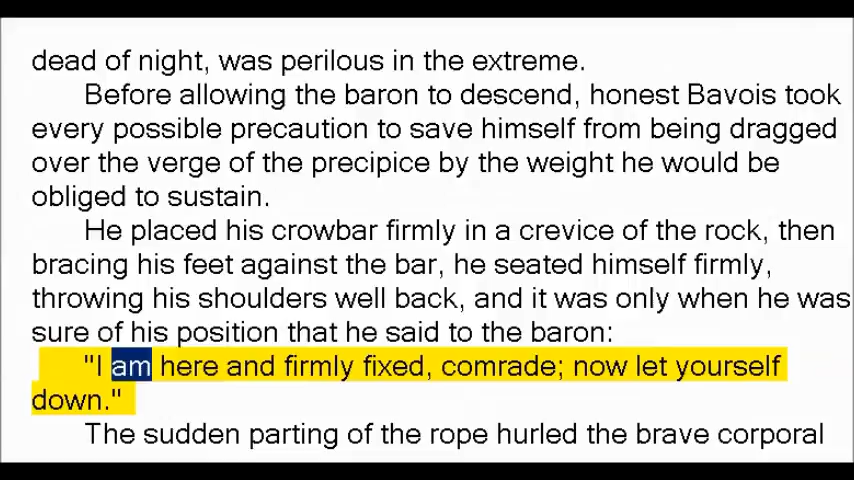 dead of night, was perilous in the extreme.
Before allowing the baron to descend, honest Bavois took
every possible precaution to save himself from being dragged
over the verge of the precipice by the weight he would be
obliged to sustain.
He placed his crowbar firmly in a crevice of the rock, then
bracing his feet against the bar, he seated himself firmly,
throwing his shoulders well back, and it was only when he was
sure of his position that he said to the baron:
"I am here and firmly fixed, comrade; now let yourself
down."
The sudden parting of the rope hurled the brave corporal